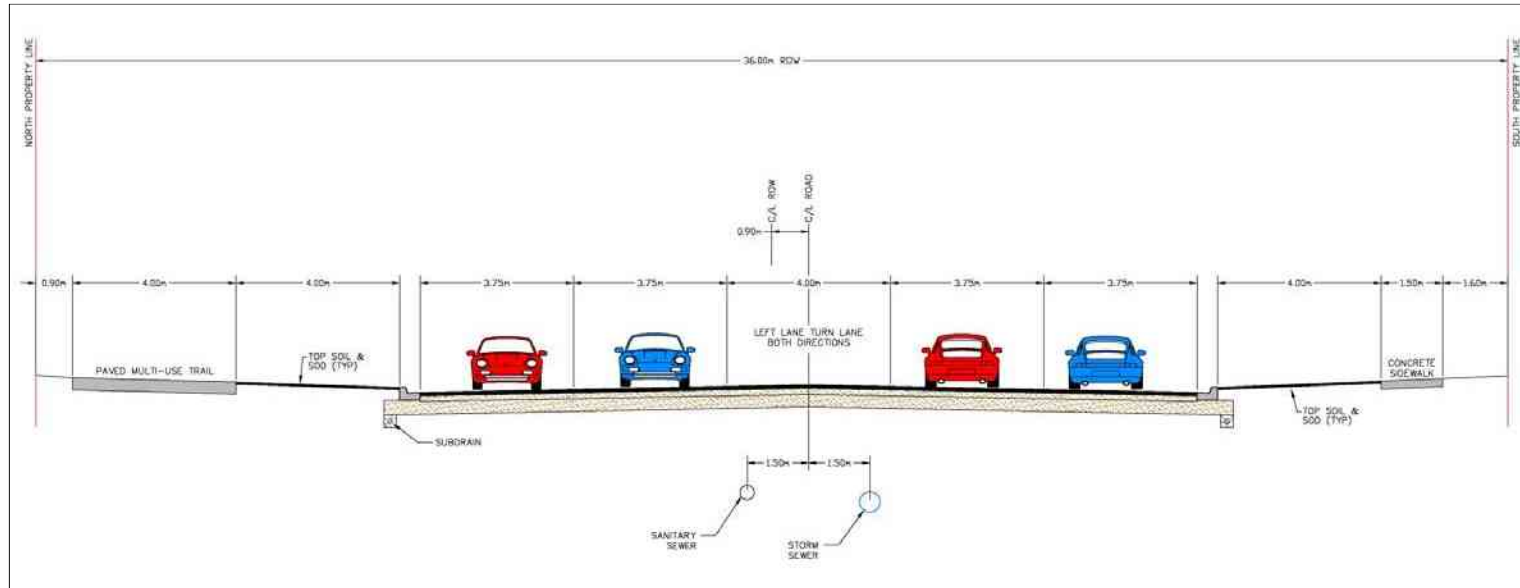 36.00m ROW
NORTH PROPERTY LINE
SOUTH PROPERTY LINE
C/L ROW
C/L ROAD
0.90m
0.90m
4.00m
4.00m
3.75m
3.75m
4.00m
3.75m
3.75m
4.00m
1.50m
1.60m
LEFT LANE TURN LANE
BOTH DIRECTIONS
PAVED MULTI-USE TRAIL
TOP SOIL &
SOD (TYP)
CONCRETE
SIDEWALK
TOP SOIL &
SOD (TYP)
SUBDRAIN
1.50m
1.50m
SANITARY
SEWER
STORM
SEWER